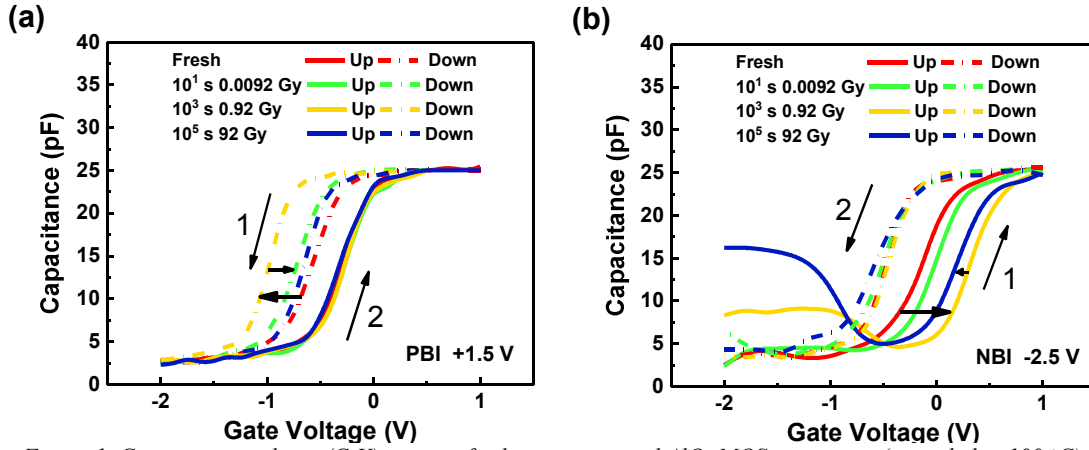 (a)
40
35
30
25
20
15
10
5
0
Capacitance (pF)
Fresh Up Down
10¹ s 0.0092 Gy Up Down
10³ s 0.92 Gy Up Down
10⁵ s 92 Gy Up Down
1
2
PBI +1.5 V
-2 -1 0 1
Gate Voltage (V)
(b)
40
35
30
25
20
15
10
5
0
Capacitance (pF)
Fresh Up Down
10¹ s 0.0092 Gy Up Down
10³ s 0.92 Gy Up Down
10⁵ s 92 Gy Up Down
2
1
NBI -2.5 V
-2 -1 0 1
Gate Voltage (V)